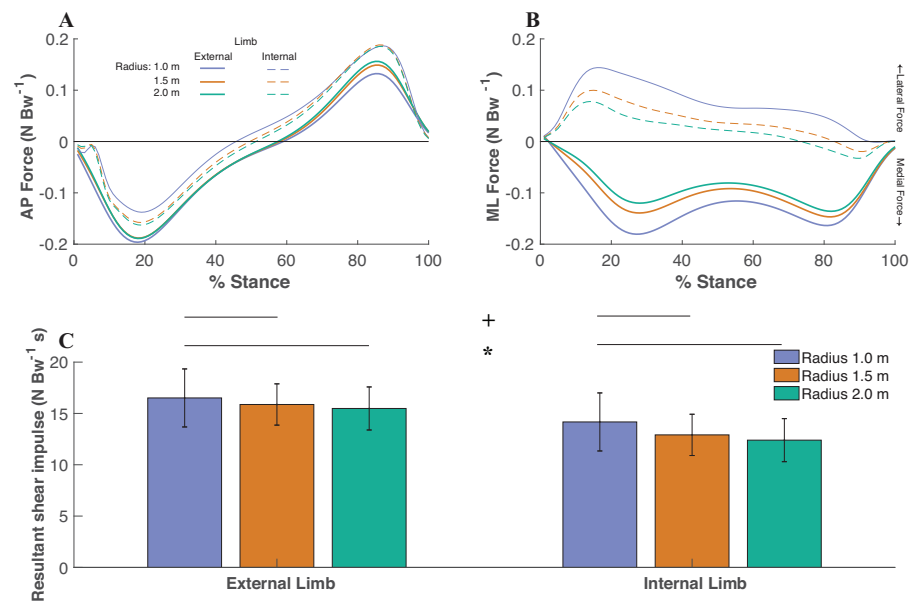 A
AP Force (N Bw⁻¹)
0.2
0.1
0
-0.1
-0.2
Limb
External Internal
Radius: 1.0 m
1.5 m
2.0 m
0 20 40 60 80 100
% Stance
B
ML Force (N Bw⁻¹)
0.2
0.1
0
-0.1
-0.2
←Lateral Force
Medial Force→
0 20 40 60 80 100
% Stance
C
Resultant shear impulse (N Bw⁻¹ s)
20
15
10
5
0
+
*
Radius 1.0 m
Radius 1.5 m
Radius 2.0 m
External Limb
Internal Limb